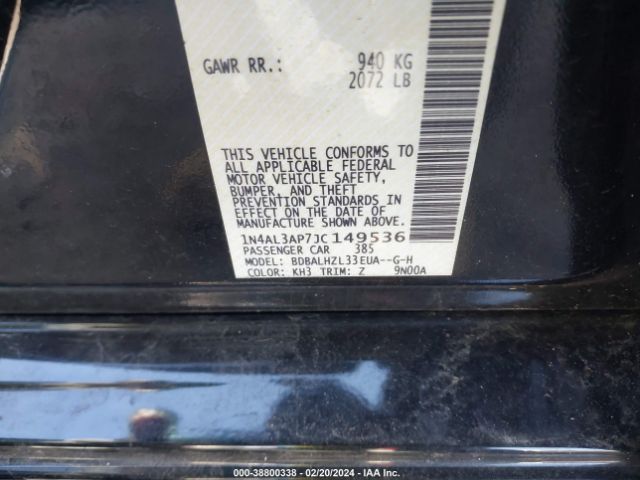 GAWR RR.: 940 KG
2072 LB
THIS VEHICLE CONFORMS TO
ALL APPLICABLE FEDERAL
MOTOR VEHICLE SAFETY,
BUMPER, AND THEFT
PREVENTION STANDARDS IN
EFFECT ON THE DATE OF
MANUFACTURE SHOWN ABOVE.
1N4AL3AP7JC149536
PASSENGER CAR 385
MODEL: BDBALHZL33EUA--G-H
COLOR: KH3 TRIM: Z 9N00A
000-38800338 - 02/20/2024 - IAA Inc.